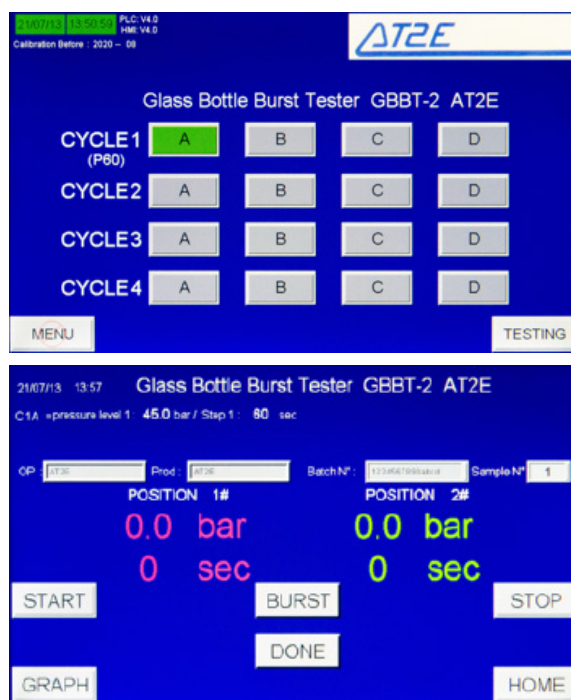 21/07/13 13:50:59 PLC: V4.0
HMI: V4.0
Calibration Before : 2020 - 08
AT2E
Glass Bottle Burst Tester GBBT-2 AT2E
CYCLE1 A B C D
(P60)
CYCLE2 A B C D
CYCLE3 A B C D
CYCLE4 A B C D
MENU TESTING
21/07/13 13:57 Glass Bottle Burst Tester GBBT-2 AT2E
C1A =pressure level 1: 45.0 bar / Step 1: 60 sec
OP : AT2E Prod : AT2E Batch N° : Sample N° 1
POSITION 1# POSITION 2#
0.0 bar 0.0 bar
0 sec 0 sec
START BURST STOP
DONE
GRAPH HOME